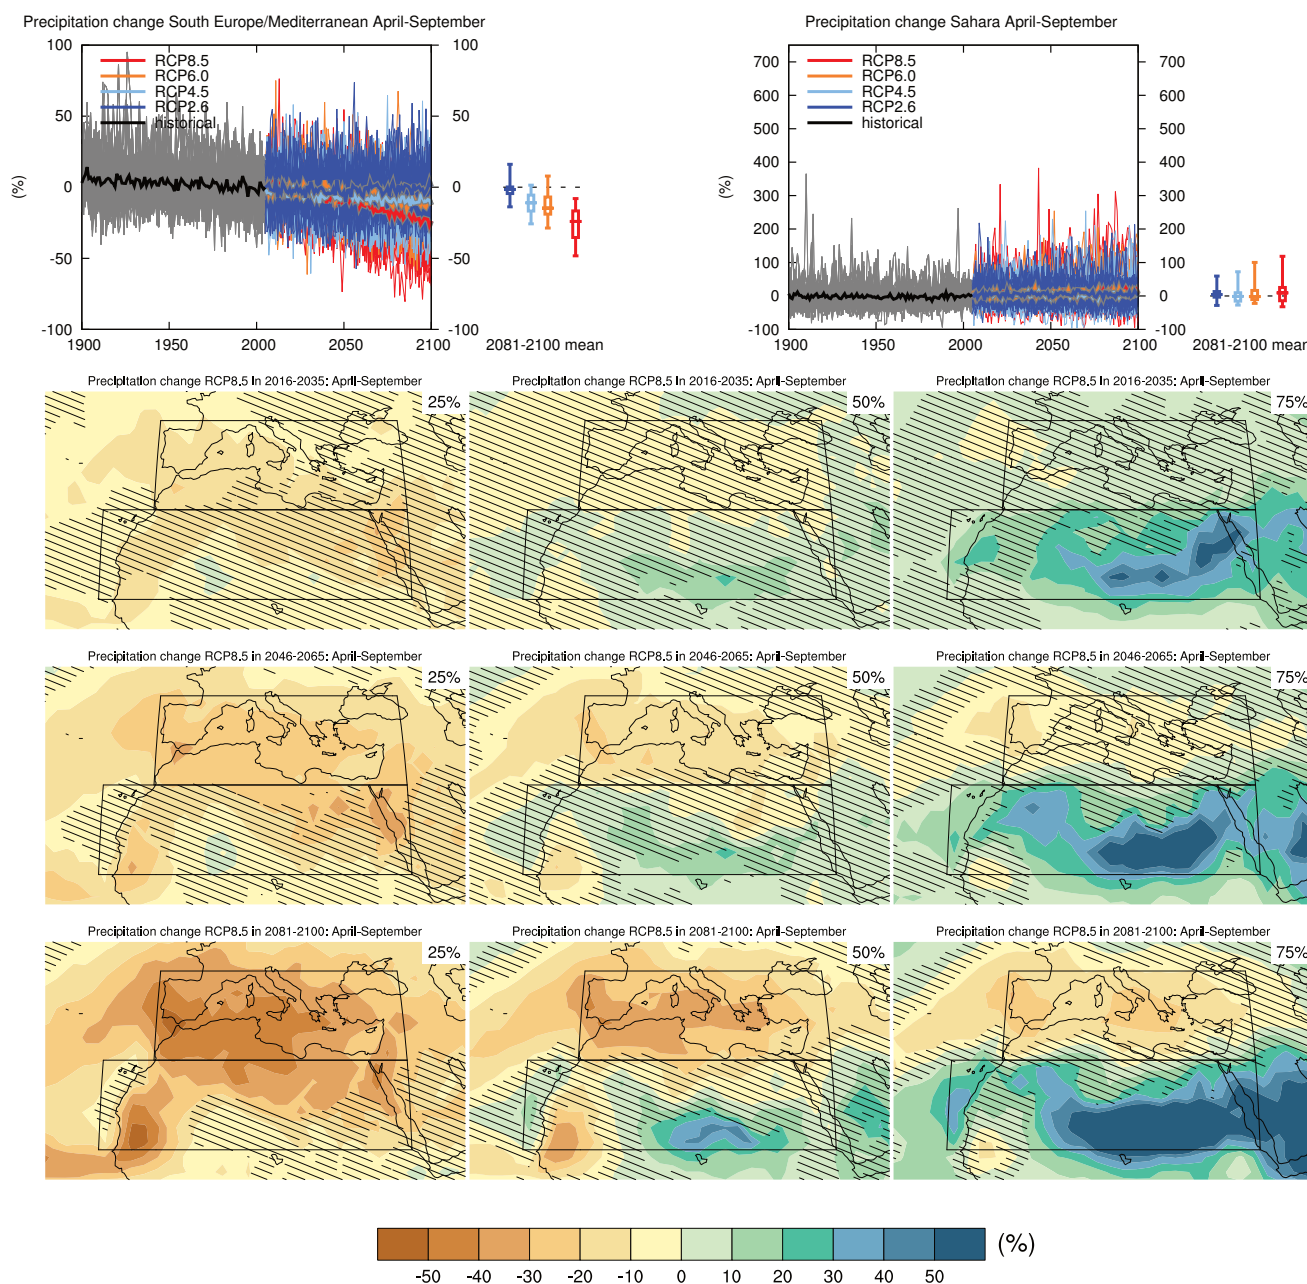 Precipitation change South Europe/Mediterranean April-September
100
50
0
-50
-100
(%)
RCP8.5
RCP6.0
RCP4.5
RCP2.6
historical
100
50
0
-50
-100
1900 1950 2000 2050 2100
2081-2100 mean
Precipitation change Sahara April-September
700
600
500
400
300
200
100
0
-100
(%)
RCP8.5
RCP6.0
RCP4.5
RCP2.6
historical
700
600
500
400
300
200
100
0
-100
1900 1950 2000 2050 2100
2081-2100 mean
Precipitation change RCP8.5 in 2016-2035: April-September
25%
Precipitation change RCP8.5 in 2016-2035: April-September
50%
Precipitation change RCP8.5 in 2016-2035: April-September
75%
Precipitation change RCP8.5 in 2046-2065: April-September
25%
Precipitation change RCP8.5 in 2046-2065: April-September
50%
Precipitation change RCP8.5 in 2046-2065: April-September
75%
Precipitation change RCP8.5 in 2081-2100: April-September
25%
Precipitation change RCP8.5 in 2081-2100: April-September
50%
Precipitation change RCP8.5 in 2081-2100: April-September
75%
(%)
-50 -40 -30 -20 -10 0 10 20 30 40 50